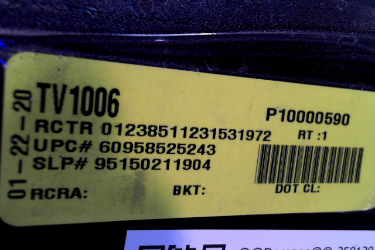 01-22-20
TV1006
P10000590
RCTR 01238511231531972 RT :1
UPC# 60958525243
SLP# 95150211904
RCRA: BKT: DOT CL: